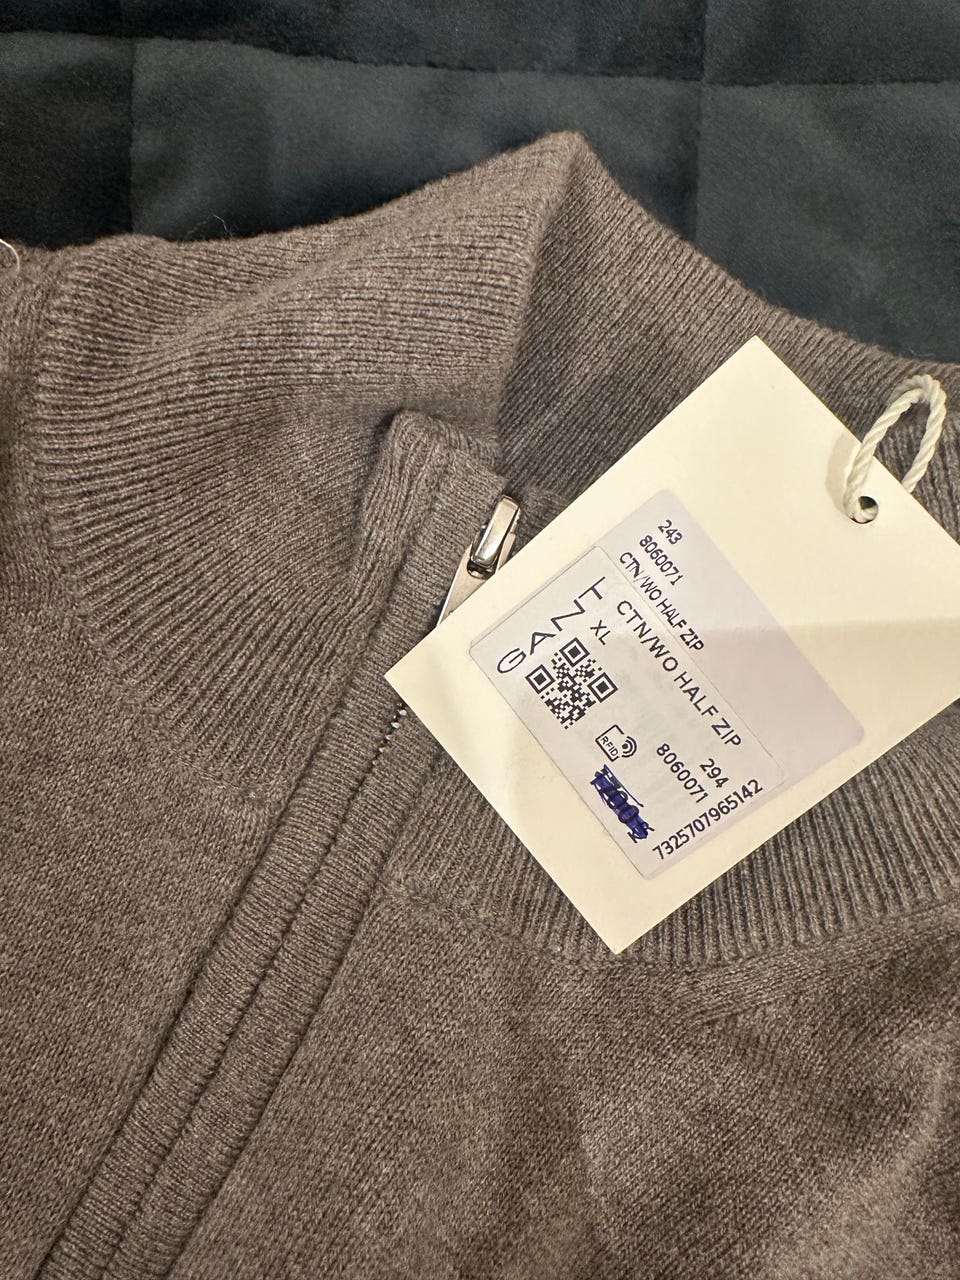 243
8060071
CTN/WO HALF ZIP
GANT
CTN/WO HALF ZIP
XL
RFID
294
8060071
7325707965142